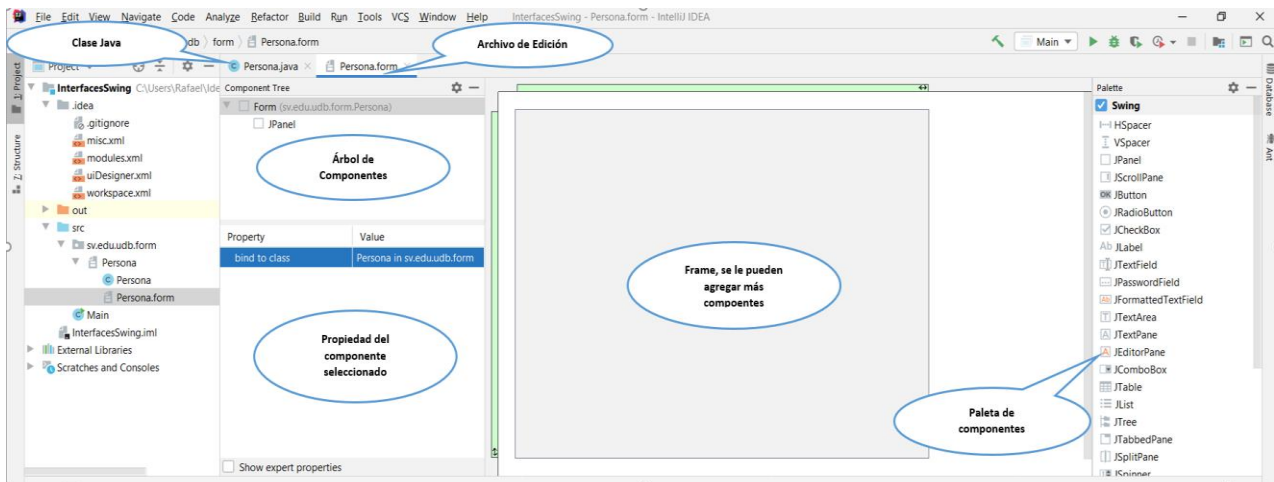 File Edit View Navigate Code Analyze Refactor Build Run Tools VCS Window Help InterfacesSwing - Persona.form - IntelliJ IDEA
Clase Java
db
form
Persona.form
Archivo de Edición
Main
1: Project
Project
Persona.java
Persona.form
InterfacesSwing C:\Users\Rafael\Ide
.idea
.gitignore
misc.xml
modules.xml
uiDesigner.xml
workspace.xml
out
src
sv.edu.udb.form
Persona
Persona
Persona.form
Main
InterfacesSwing.iml
External Libraries
Scratches and Consoles
7: Structure
Component Tree
Form (sv.edu.udb.form.Persona)
JPanel
Árbol de
Componentes
Property Value
bind to class Persona in sv.edu.udb.form
Propiedad del
componente
seleccionado
Show expert properties
Frame, se le pueden
agregar más
compoentes
Paleta de
componentes
Palette
Swing
HSpacer
VSpacer
JPanel
JScrollPane
OK JButton
JRadioButton
JCheckBox
Ab JLabel
JTextField
JPasswordField
JFormattedTextField
JTextArea
JTextPane
JEditorPane
JComboBox
JTable
JList
JTree
JTabbedPane
JSplitPane
JSpinner
Database
Ant